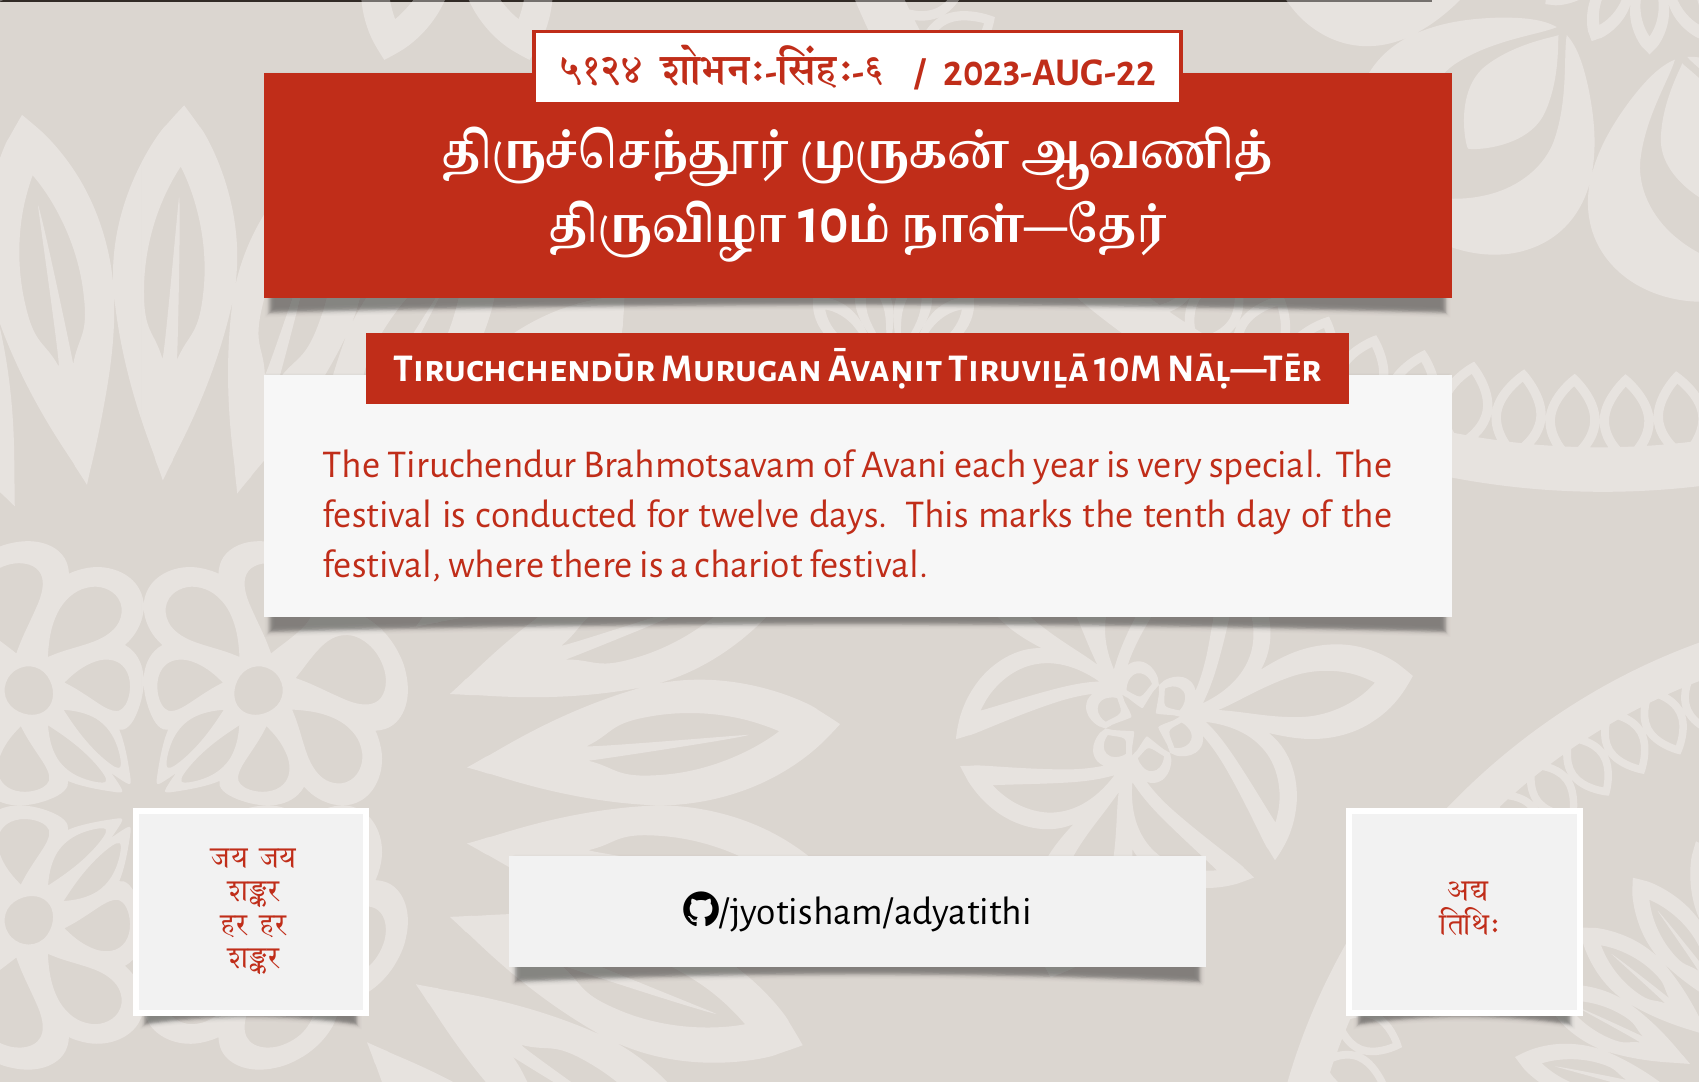 ५१२४ शोभनः-सिंहः-६ / 2023-AUG-22
திருச்செந்தூர் முருகன் ஆவணித்
திருவிழா 10ம் நாள்—தேர்
Tiruchchendūr Murugan Āvaṇit Tiruviḻā 10m Nāḷ—Tēr
The Tiruchendur Brahmotsavam of Avani each year is very special. The
festival is conducted for twelve days. This marks the tenth day of the
festival, where there is a chariot festival.
जय जय
शङ्कर
हर हर
शङ्कर
/jyotisham/adyatithi
अद्य
तिथिः